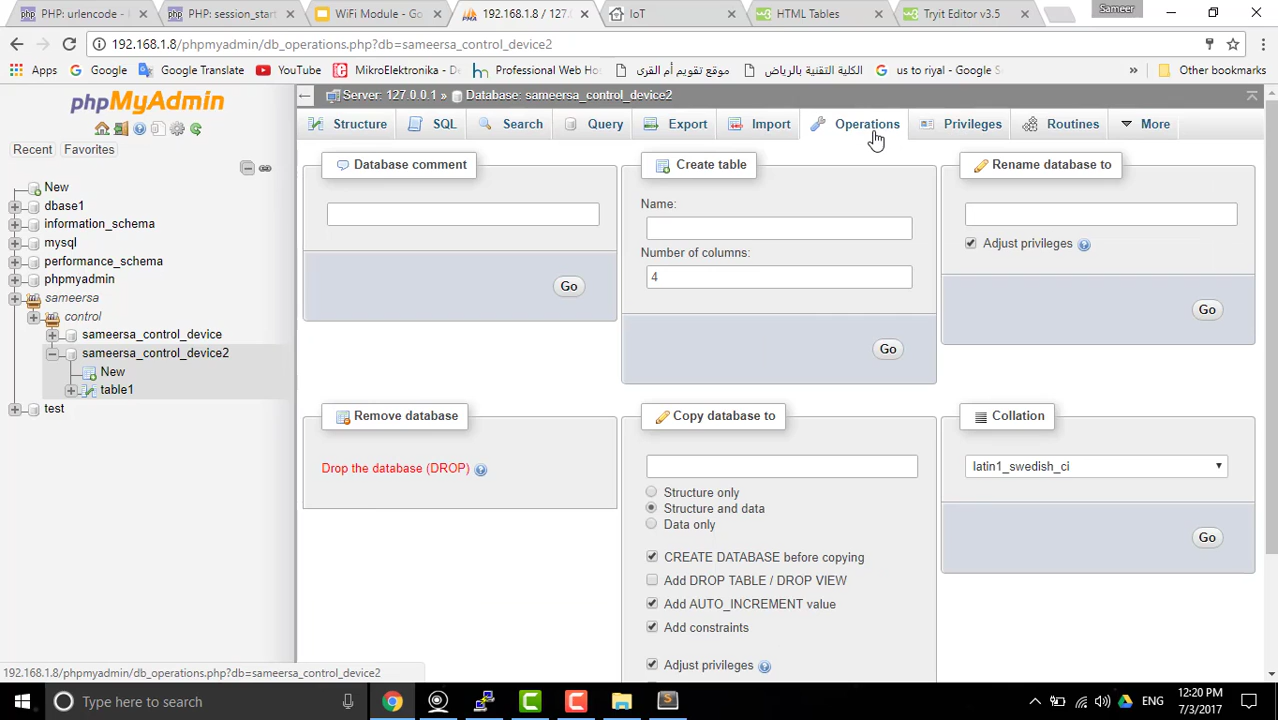 PHP: urlencode - M
PHP: session_start
WiFi Module - Go
192.168.1.8 / 127.
IoT
HTML Tables
Tryit Editor v3.5
Sameer
192.168.1.8/phpmyadmin/db_operations.php?db=sameersa_control_device2
Apps
Google
Google Translate
YouTube
MikroElektronika - De
Professional Web Ho
موقع تقويم أم القرى
الكلية التقنية بالرياض
us to riyal - Google S
»
Other bookmarks
phpMyAdmin
Server: 127.0.0.1 » Database: sameersa_control_device2
Structure
SQL
Search
Query
Export
Import
Operations
Privileges
Routines
More
Recent
Favorites
New
dbase1
information_schema
mysql
performance_schema
phpmyadmin
sameersa
control
sameersa_control_device
sameersa_control_device2
New
table1
test
Database comment
Go
Create table
Name:
Number of columns:
4
Go
Rename database to
Adjust privileges
Go
Remove database
Drop the database (DROP)
Copy database to
Structure only
Structure and data
Data only
CREATE DATABASE before copying
Add DROP TABLE / DROP VIEW
Add AUTO_INCREMENT value
Add constraints
Adjust privileges
Collation
latin1_swedish_ci
Go
192.168.1.8/phpmyadmin/db_operations.php?db=sameersa_control_device2
Type here to search
ENG
12:20 PM
7/3/2017